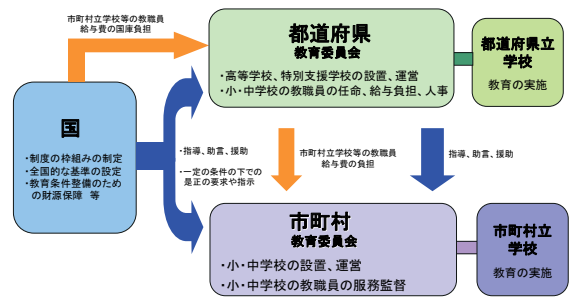 市町村立学校等の教職員
給与費の国庫負担
都道府県
教育委員会
・高等学校、特別支援学校の設置、運営
・小・中学校の教職員の任命、給与負担、人事
都道府県立
学校
教育の実施
国
・制度の枠組みの制定
・全国的な基準の設定
・教育条件整備のため
の財源保障 等
・指導、助言、援助
・一定の条件の下での
是正の要求や指示
市町村立学校等の教職員
給与費の負担
指導、助言、援助
市町村
教育委員会
・小・中学校の設置、運営
・小・中学校の教職員の服務監督
市町村立
学校
教育の実施